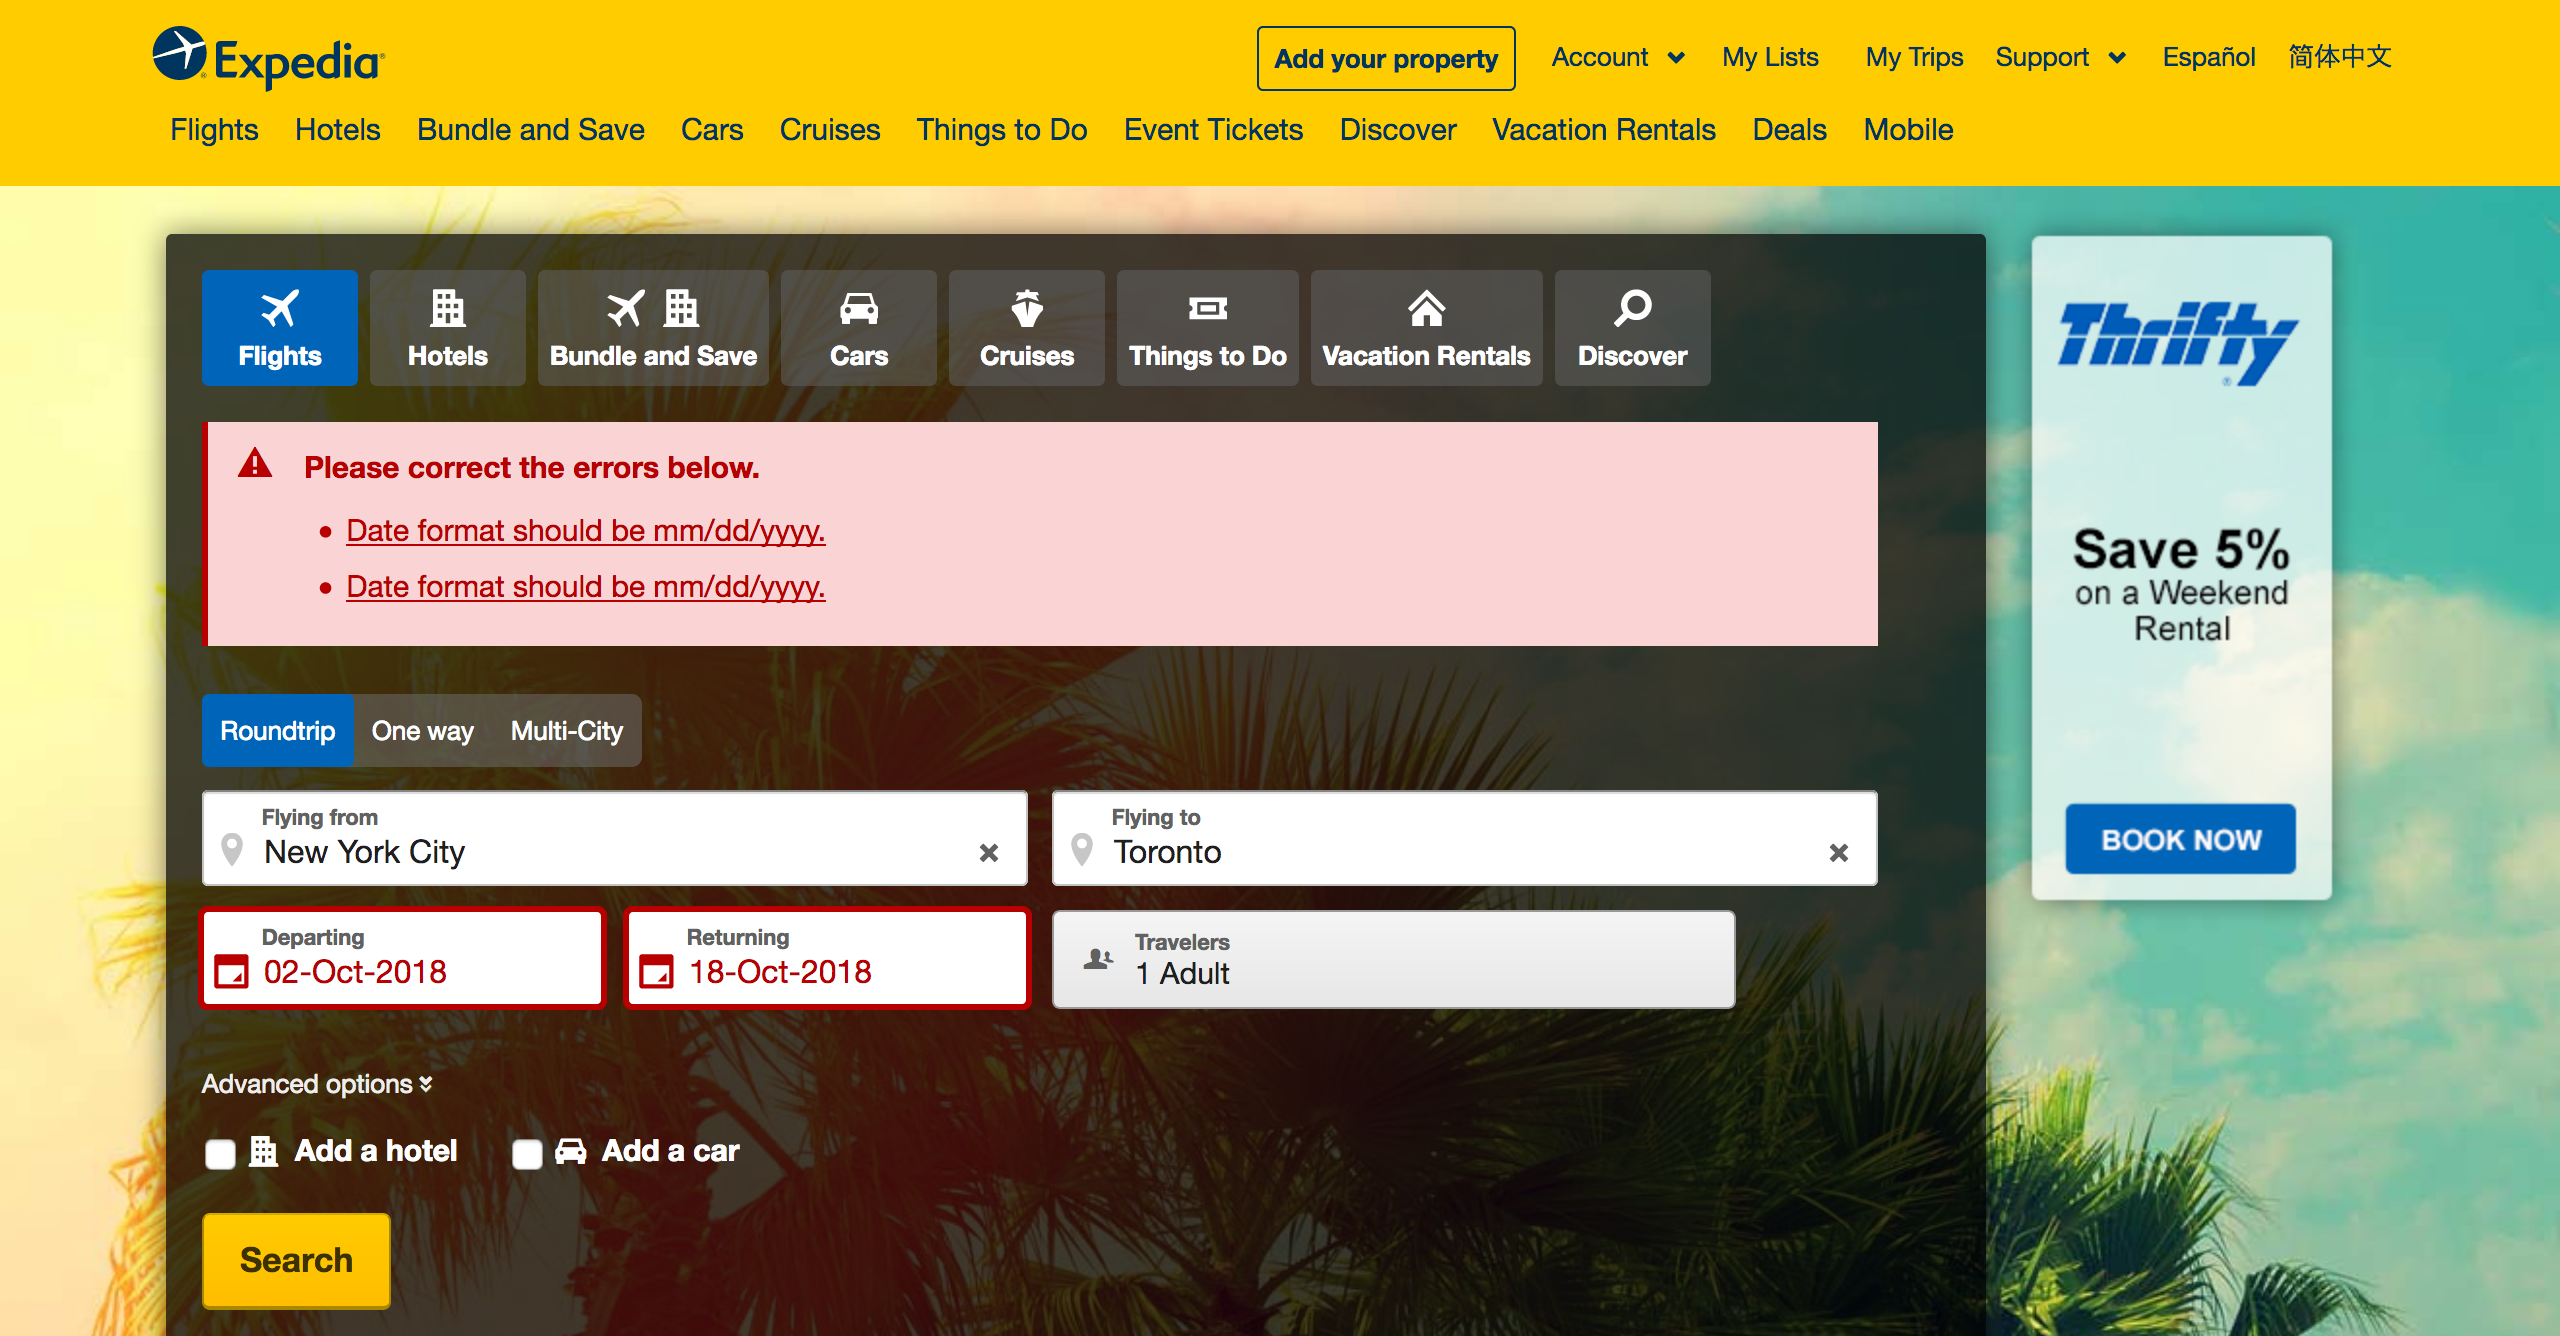 Expedia
Add your property
Account
My Lists
My Trips
Support
Español
简体中文
Flights
Hotels
Bundle and Save
Cars
Cruises
Things to Do
Event Tickets
Discover
Vacation Rentals
Deals
Mobile
Flights
Hotels
Bundle and Save
Cars
Cruises
Things to Do
Vacation Rentals
Discover
Please correct the errors below.
• Date format should be mm/dd/yyyy.
• Date format should be mm/dd/yyyy.
Roundtrip
One way
Multi-City
Flying from
New York City
Flying to
Toronto
Departing
02-Oct-2018
Returning
18-Oct-2018
Travelers
1 Adult
Advanced options
Add a hotel
Add a car
Search
Thrifty
Save 5%
on a Weekend
Rental
BOOK NOW